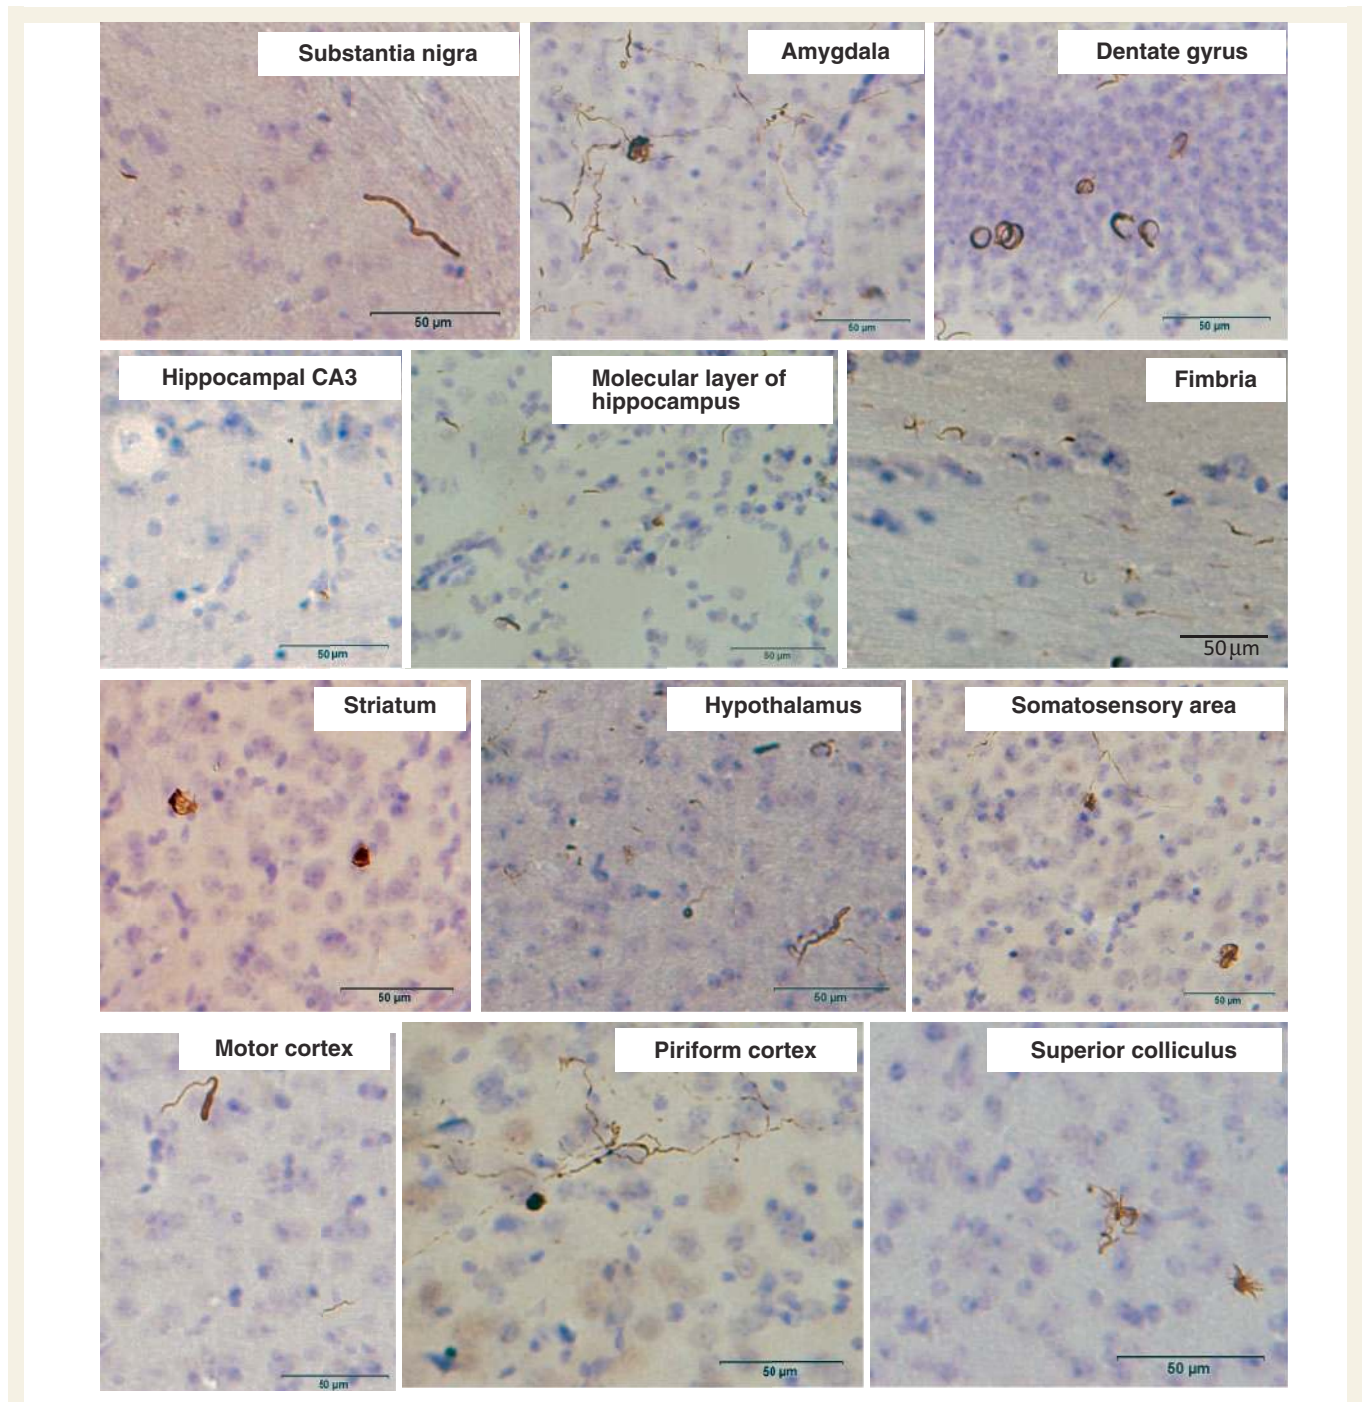 Substantia nigra
Amygdala
Dentate gyrus
50 µm
50 µm
50 µm
Hippocampal CA3
Molecular layer of
hippocampus
Fimbria
50 µm
50 µm
50 µm
Striatum
Hypothalamus
Somatosensory area
50 µm
50 µm
50 µm
Motor cortex
Piriform cortex
Superior colliculus
50 µm
50 µm
50 µm